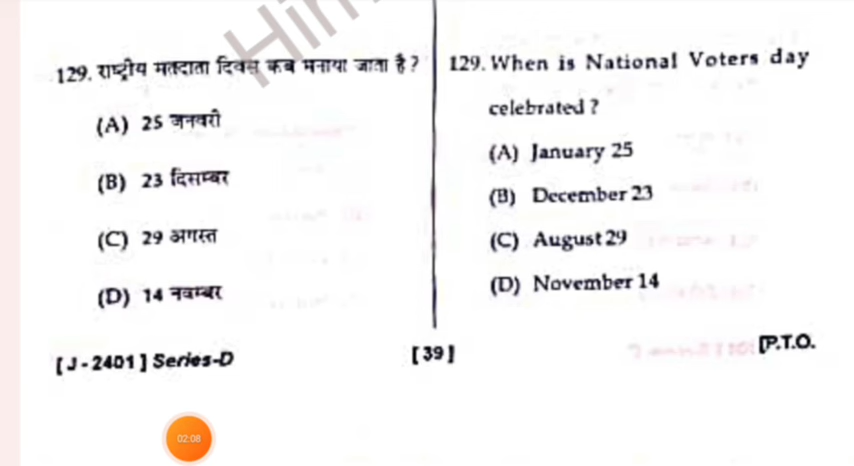 129. राष्ट्रीय मतदाता दिवस कब मनाया जाता है ?
(A) 25 जनवरी
(B) 23 दिसम्बर
(C) 29 अगस्त
(D) 14 नवम्बर
129. When is National Voters day
celebrated ?
(A) January 25
(B) December 23
(C) August 29
(D) November 14
[ J - 2401 ] Series-D
[ 39 ]
[P.T.O.
02:08